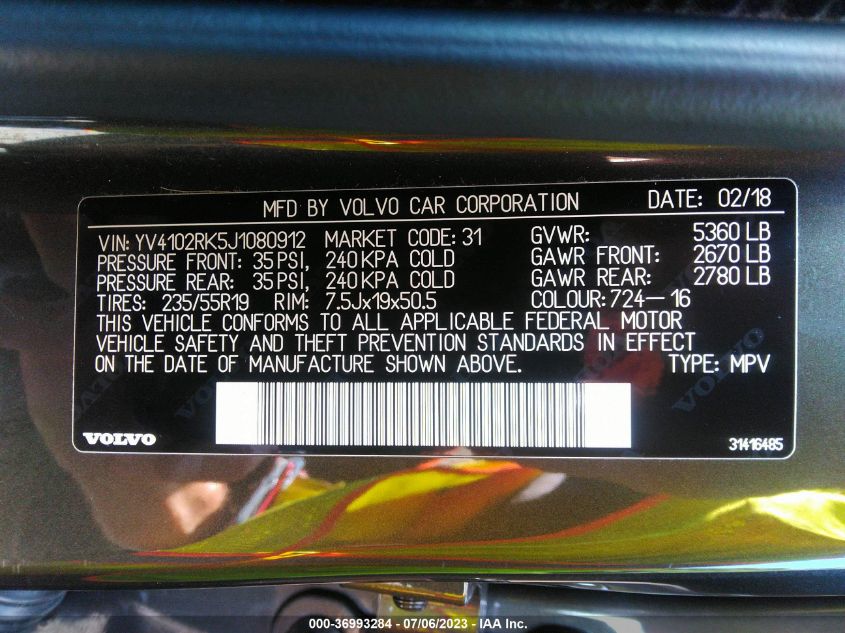 MFD BY VOLVO CAR CORPORATION DATE: 02/18
VIN: YV4102RK5J1080912 MARKET CODE: 31 GVWR: 5360 LB
PRESSURE FRONT: 35 PSI, 240 KPA COLD GAWR FRONT: 2670 LB
PRESSURE REAR: 35 PSI, 240 KPA COLD GAWR REAR: 2780 LB
TIRES: 235/55R19 RIM: 7.5Jx19x50.5 COLOUR: 724-16
THIS VEHICLE CONFORMS TO ALL APPLICABLE FEDERAL MOTOR
VEHICLE SAFETY AND THEFT PREVENTION STANDARDS IN EFFECT
ON THE DATE OF MANUFACTURE SHOWN ABOVE. TYPE: MPV
VOLVO 31416485
000-36993284 - 07/06/2023 - IAA Inc.